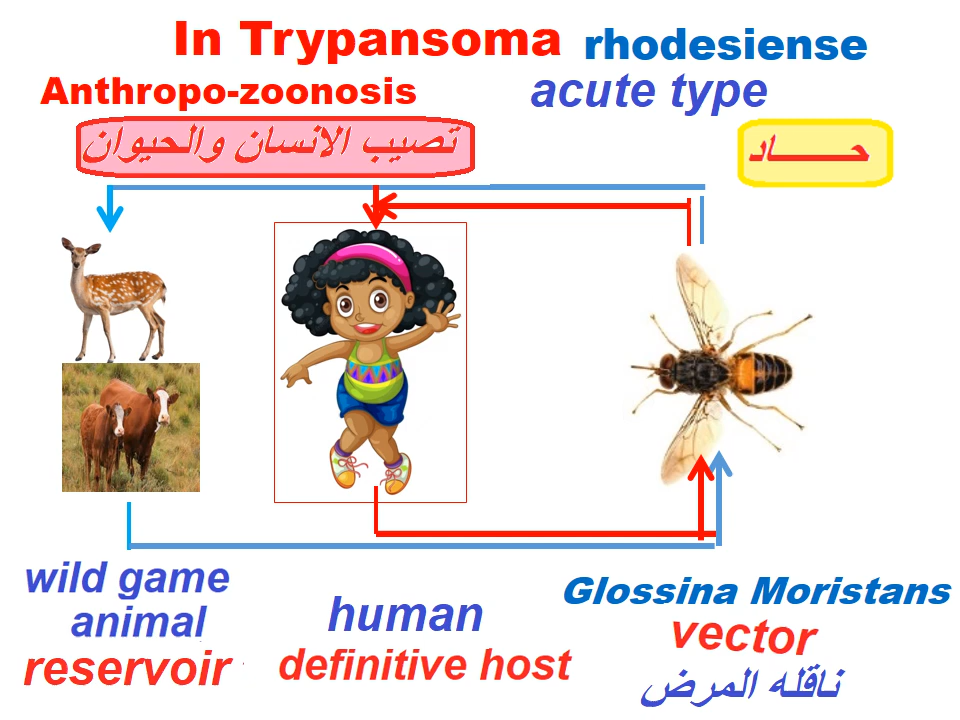 In Trypansoma rhodesiense
Anthropo-zoonosis
acute type
تصيب الانسان والحيوان
حـــــــاد
wild game
animal
reservoir
human
definitive host
Glossina Moristans
vector
ناقله المرض